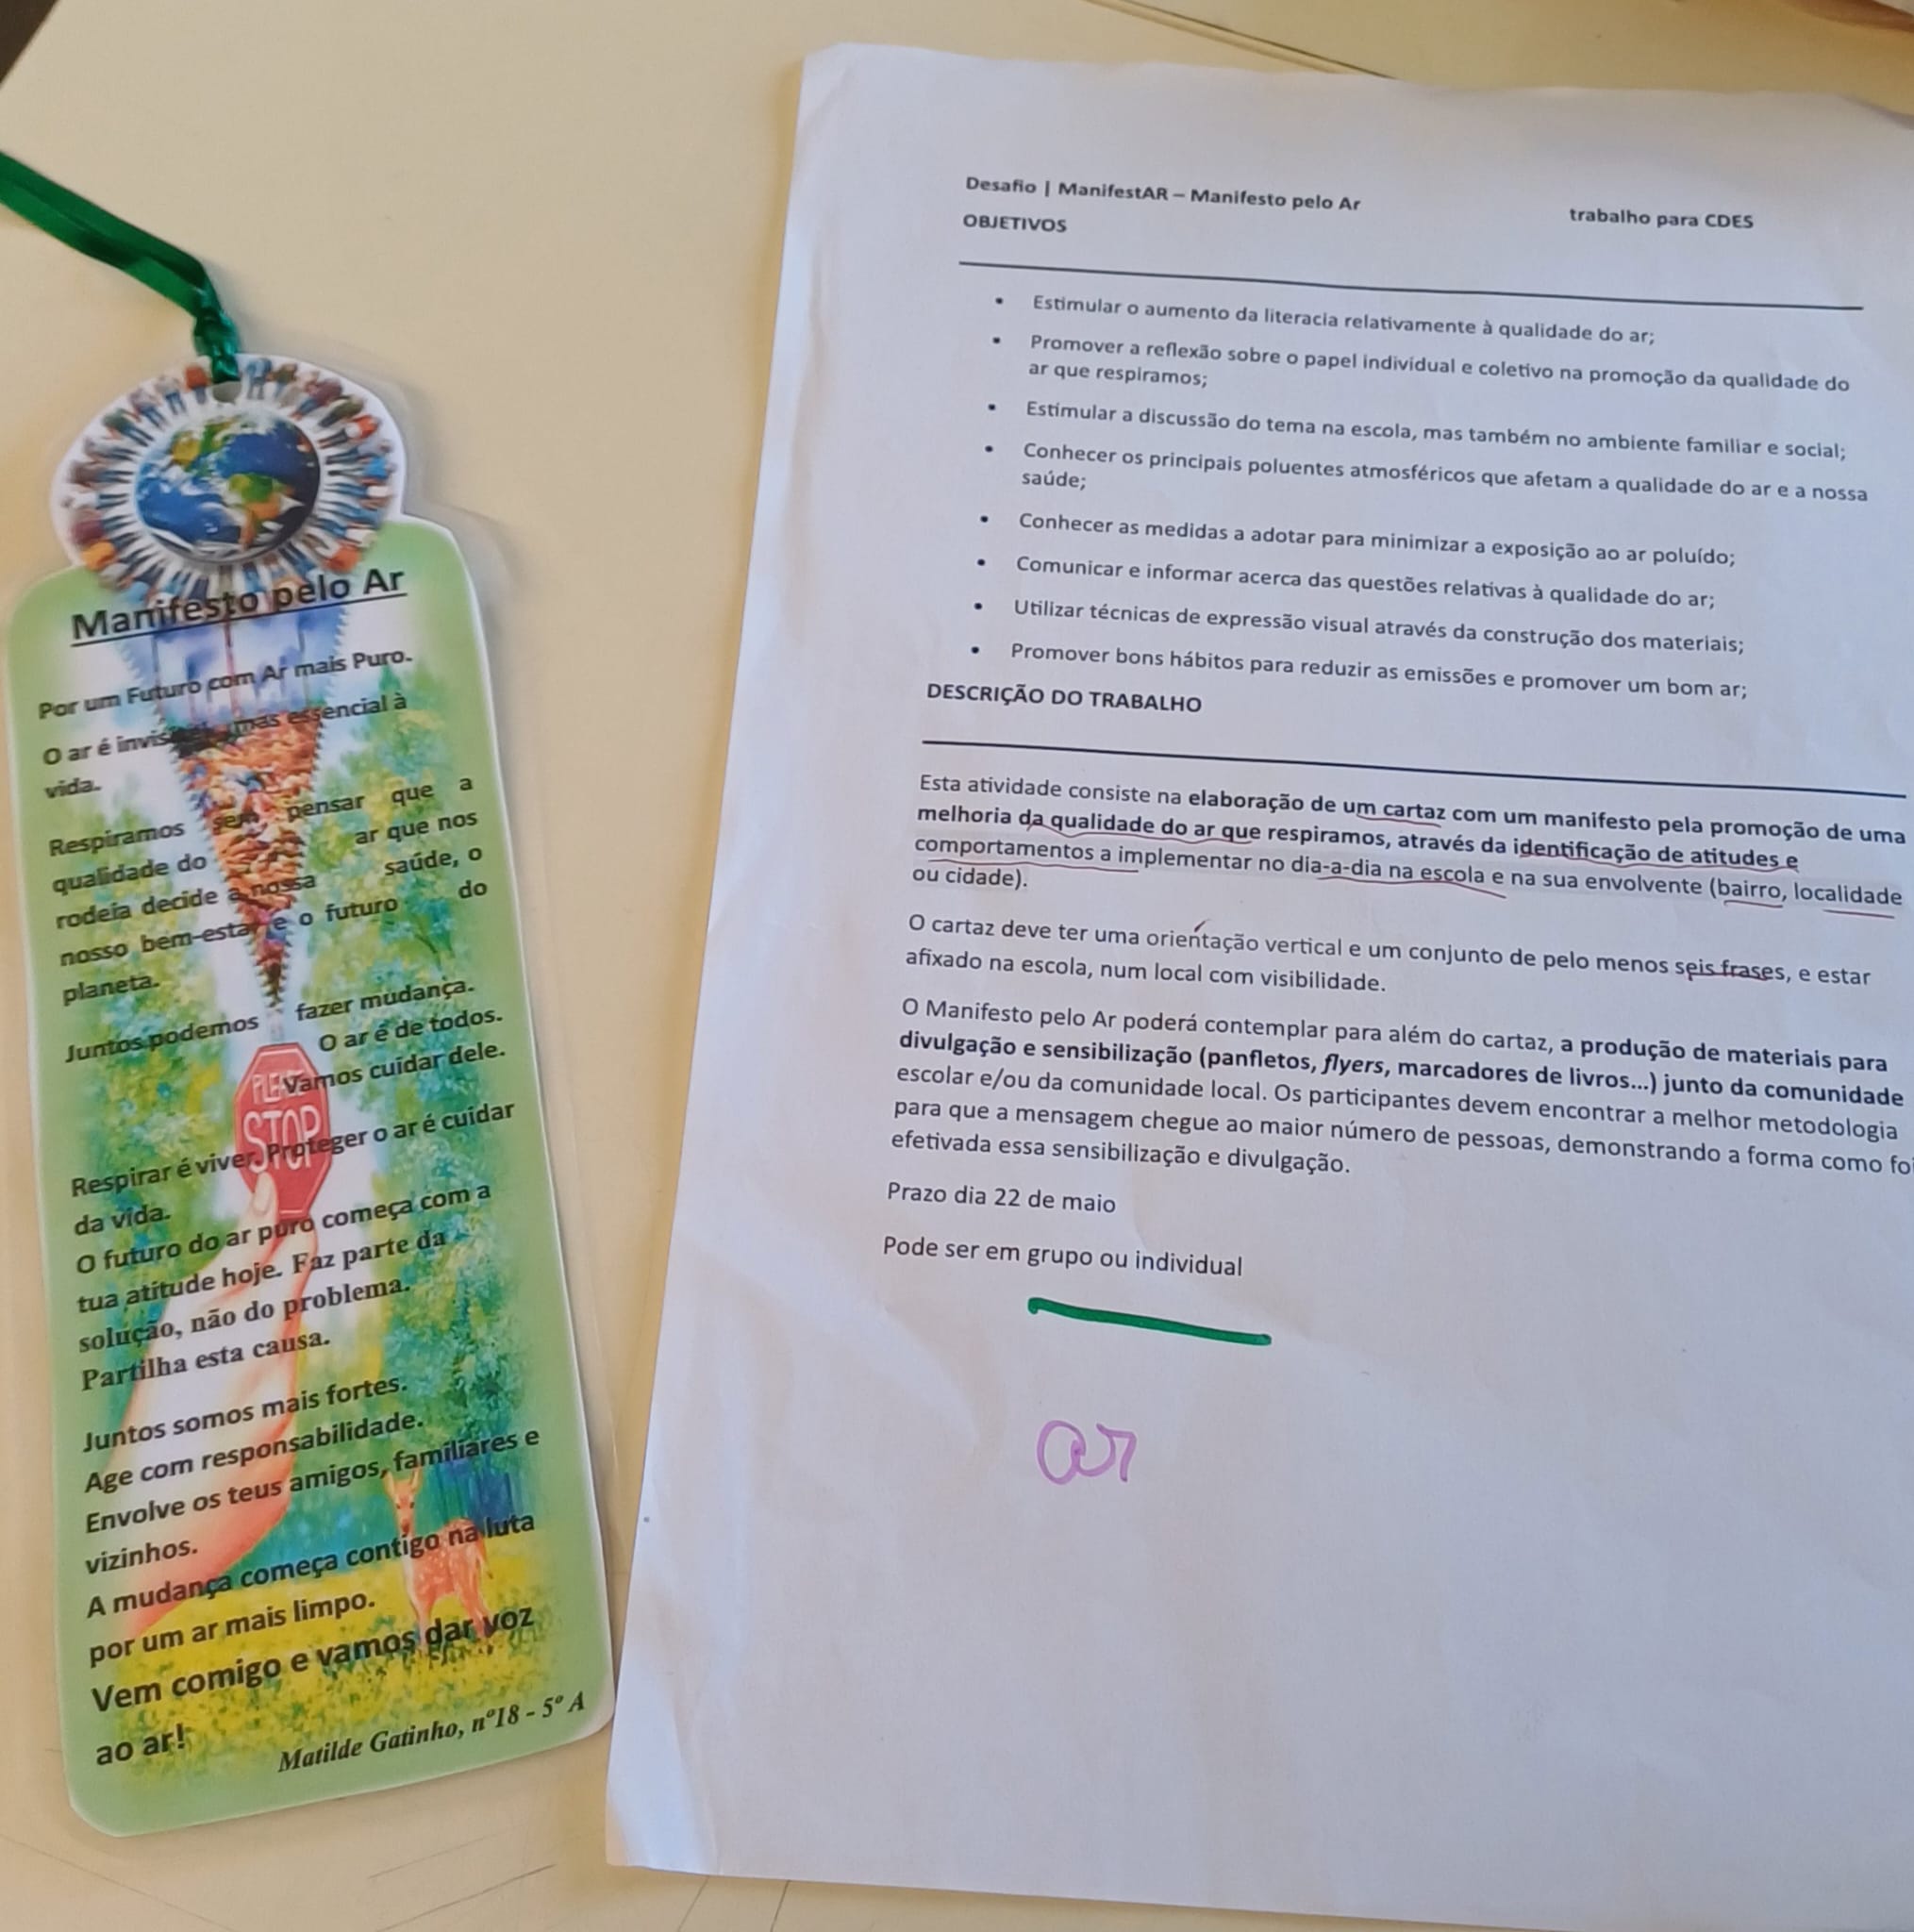 Manifesto pelo Ar
Por um Futuro com Ar mais Puro.
O ar é invisível, mas essencial à
vida.
Respiramos sem pensar que a
qualidade do ar que nos
rodeia decide a nossa saúde, o
nosso bem-estar e o futuro do
planeta.
Juntos podemos fazer mudança.
O ar é de todos.
Vamos cuidar dele.
STOP
Respirar é viver. Proteger o ar é cuidar
da vida.
O futuro do ar puro começa com a
tua atitude hoje. Faz parte da
solução, não do problema.
Partilha esta causa.
Juntos somos mais fortes.
Age com responsabilidade.
Envolve os teus amigos, familiares e
vizinhos.
A mudança começa contigo na luta
por um ar mais limpo.
Vem comigo e vamos dar voz
ao ar!
Matilde Gatinho, nº18 - 5º A
Desafio | ManifestAR – Manifesto pelo Ar trabalho para CDES
OBJETIVOS
• Estimular o aumento da literacia relativamente à qualidade do ar;
• Promover a reflexão sobre o papel individual e coletivo na promoção da qualidade do
ar que respiramos;
• Estimular a discussão do tema na escola, mas também no ambiente familiar e social;
• Conhecer os principais poluentes atmosféricos que afetam a qualidade do ar e a nossa
saúde;
• Conhecer as medidas a adotar para minimizar a exposição ao ar poluído;
• Comunicar e informar acerca das questões relativas à qualidade do ar;
• Utilizar técnicas de expressão visual através da construção dos materiais;
• Promover bons hábitos para reduzir as emissões e promover um bom ar;
DESCRIÇÃO DO TRABALHO
Esta atividade consiste na elaboração de um cartaz com um manifesto pela promoção de uma
melhoria da qualidade do ar que respiramos, através da identificação de atitudes e
comportamentos a implementar no dia-a-dia na escola e na sua envolvente (bairro, localidade
ou cidade).
O cartaz deve ter uma orientação vertical e um conjunto de pelo menos seis frases, e estar
afixado na escola, num local com visibilidade.
O Manifesto pelo Ar poderá contemplar para além do cartaz, a produção de materiais para
divulgação e sensibilização (panfletos, flyers, marcadores de livros...) junto da comunidade
escolar e/ou da comunidade local. Os participantes devem encontrar a melhor metodologia
para que a mensagem chegue ao maior número de pessoas, demonstrando a forma como fo
efetivada essa sensibilização e divulgação.
Prazo dia 22 de maio
Pode ser em grupo ou individual
ar